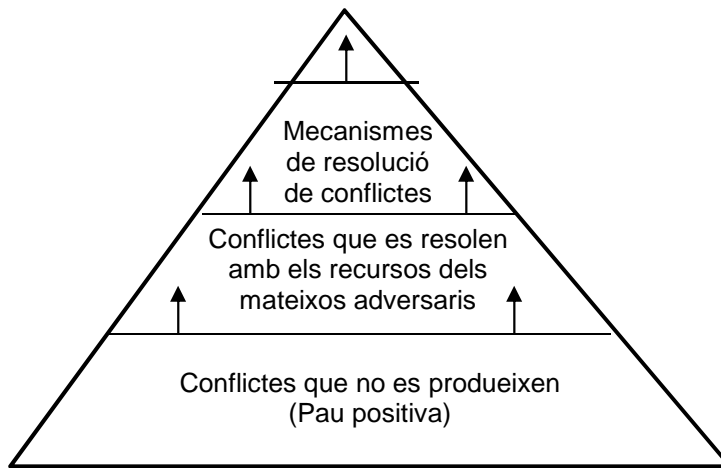 Mecanismes
de resolució
de conflictes
Conflictes que es resolen
amb els recursos dels
mateixos adversaris
Conflictes que no es produeixen
(Pau positiva)